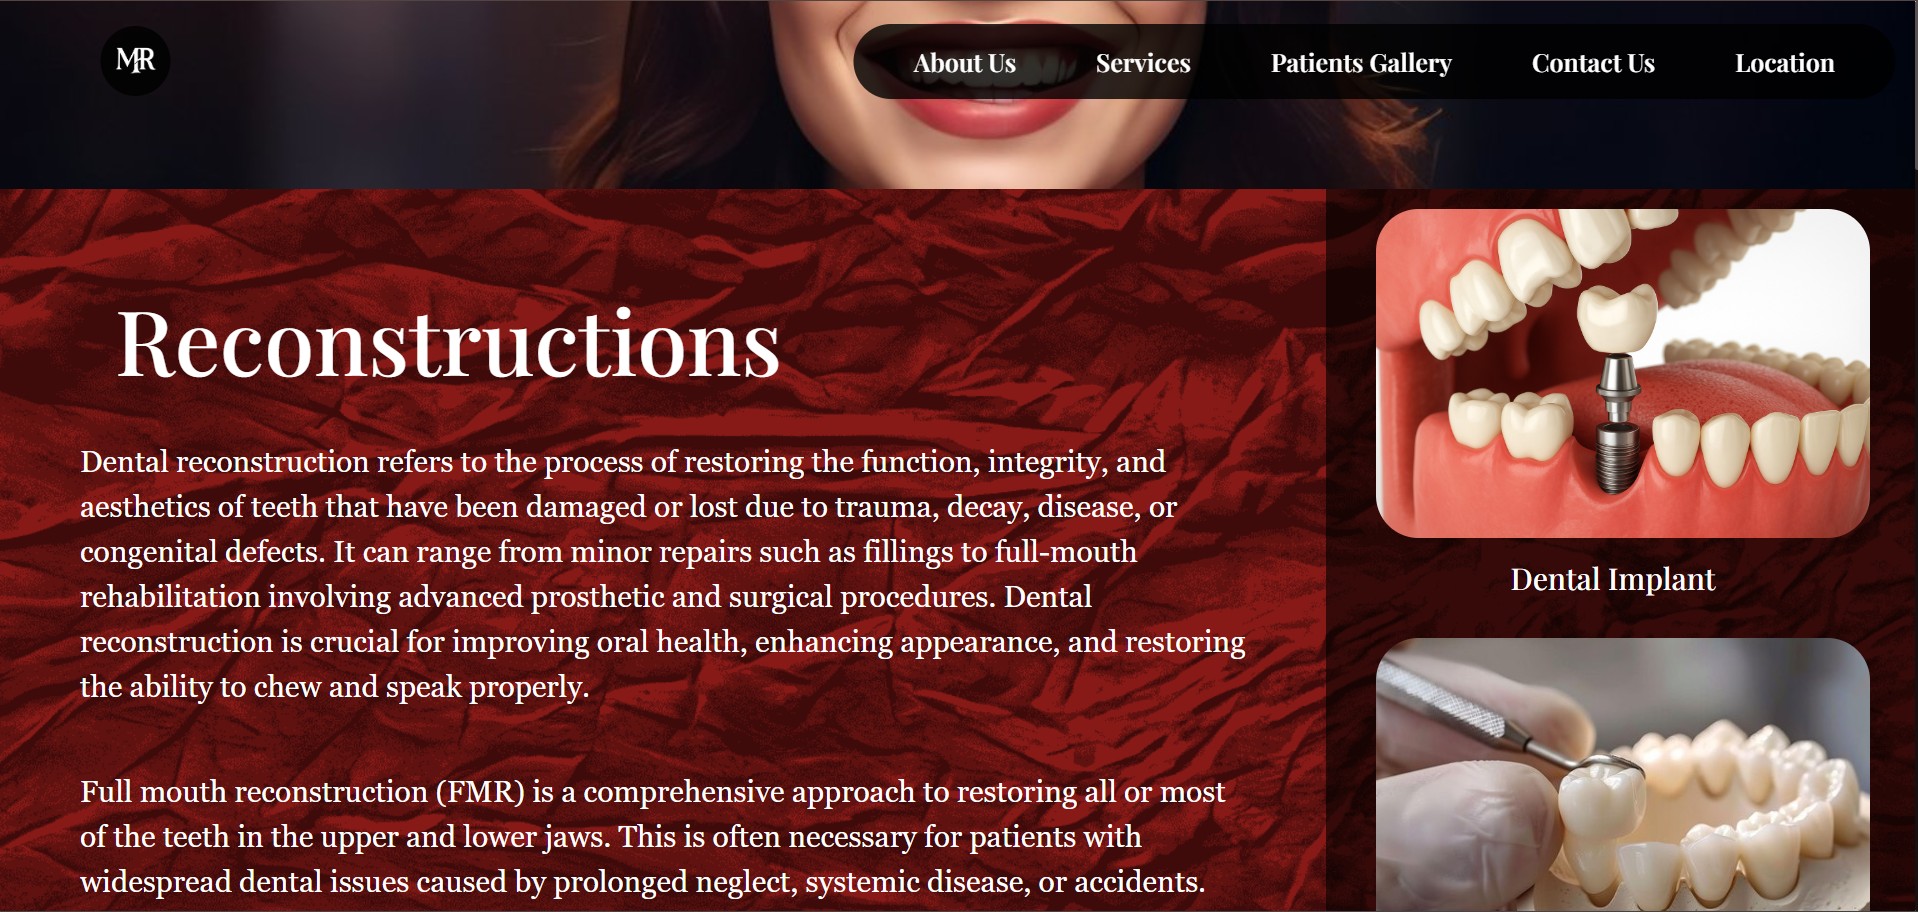 MR
About Us
Services
Patients Gallery
Contact Us
Location
Reconstructions
Dental reconstruction refers to the process of restoring the function, integrity, and
aesthetics of teeth that have been damaged or lost due to trauma, decay, disease, or
congenital defects. It can range from minor repairs such as fillings to full-mouth
rehabilitation involving advanced prosthetic and surgical procedures. Dental
reconstruction is crucial for improving oral health, enhancing appearance, and restoring
the ability to chew and speak properly.
Full mouth reconstruction (FMR) is a comprehensive approach to restoring all or most
of the teeth in the upper and lower jaws. This is often necessary for patients with
widespread dental issues caused by prolonged neglect, systemic disease, or accidents.
Dental Implant